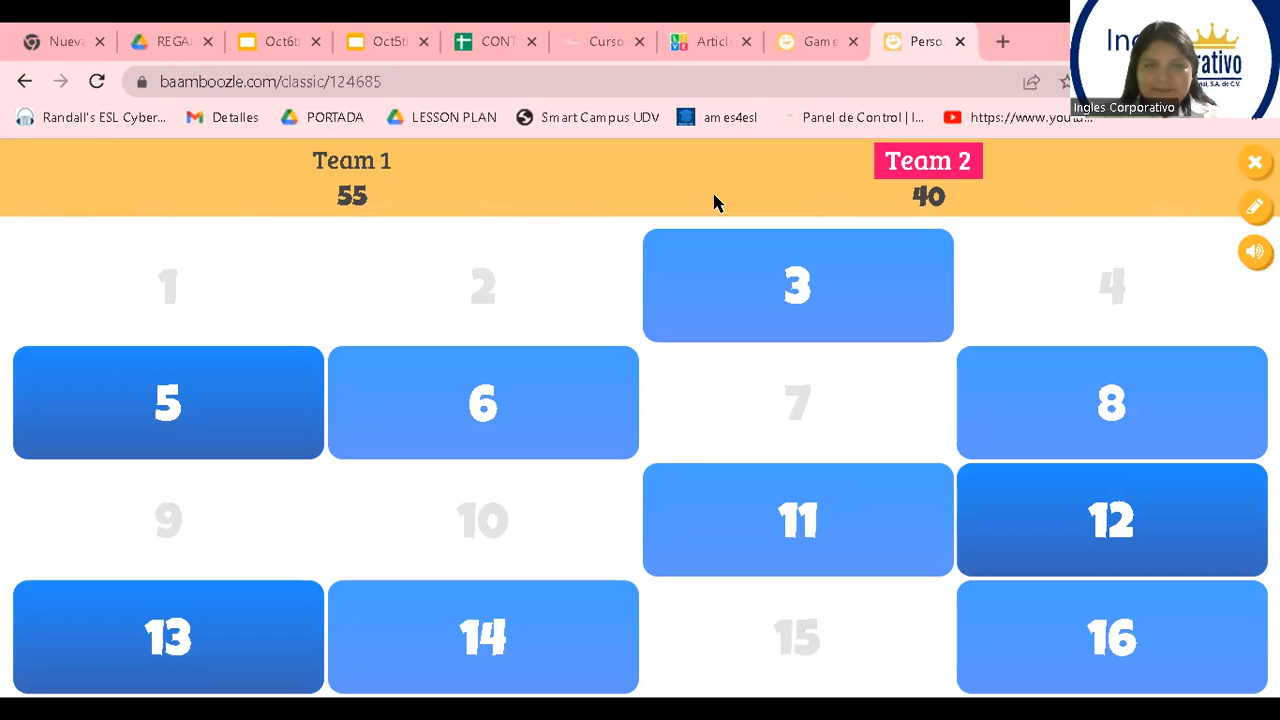 Nueva
REGA
Oct6t
Oct5t
CONT
Curso
Articl
Game
Perso
baamboozle.com/classic/124685
Ingles Corporativo
Randall's ESL Cyber...
Detalles
PORTADA
LESSON PLAN
Smart Campus UDV
am es4esl
Panel de Control | I...
https://www.youtu...
Team 1
Team 2
55
40
1
2
3
4
5
6
7
8
9
10
11
12
13
14
15
16